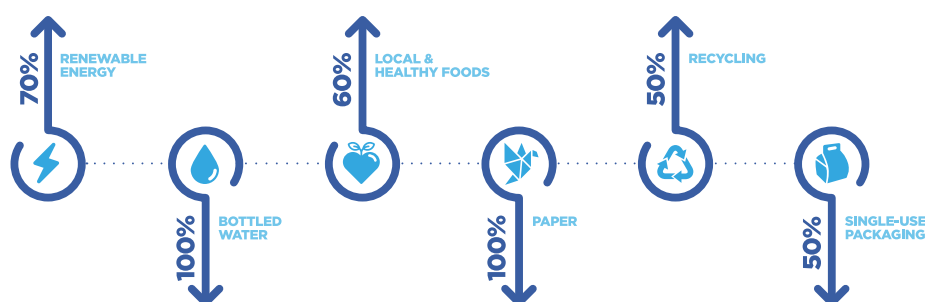 70%
RENEWABLE
ENERGY
100%
BOTTLED
WATER
60%
LOCAL &
HEALTHY FOODS
100%
PAPER
50%
RECYCLING
50%
SINGLE-USE
PACKAGING